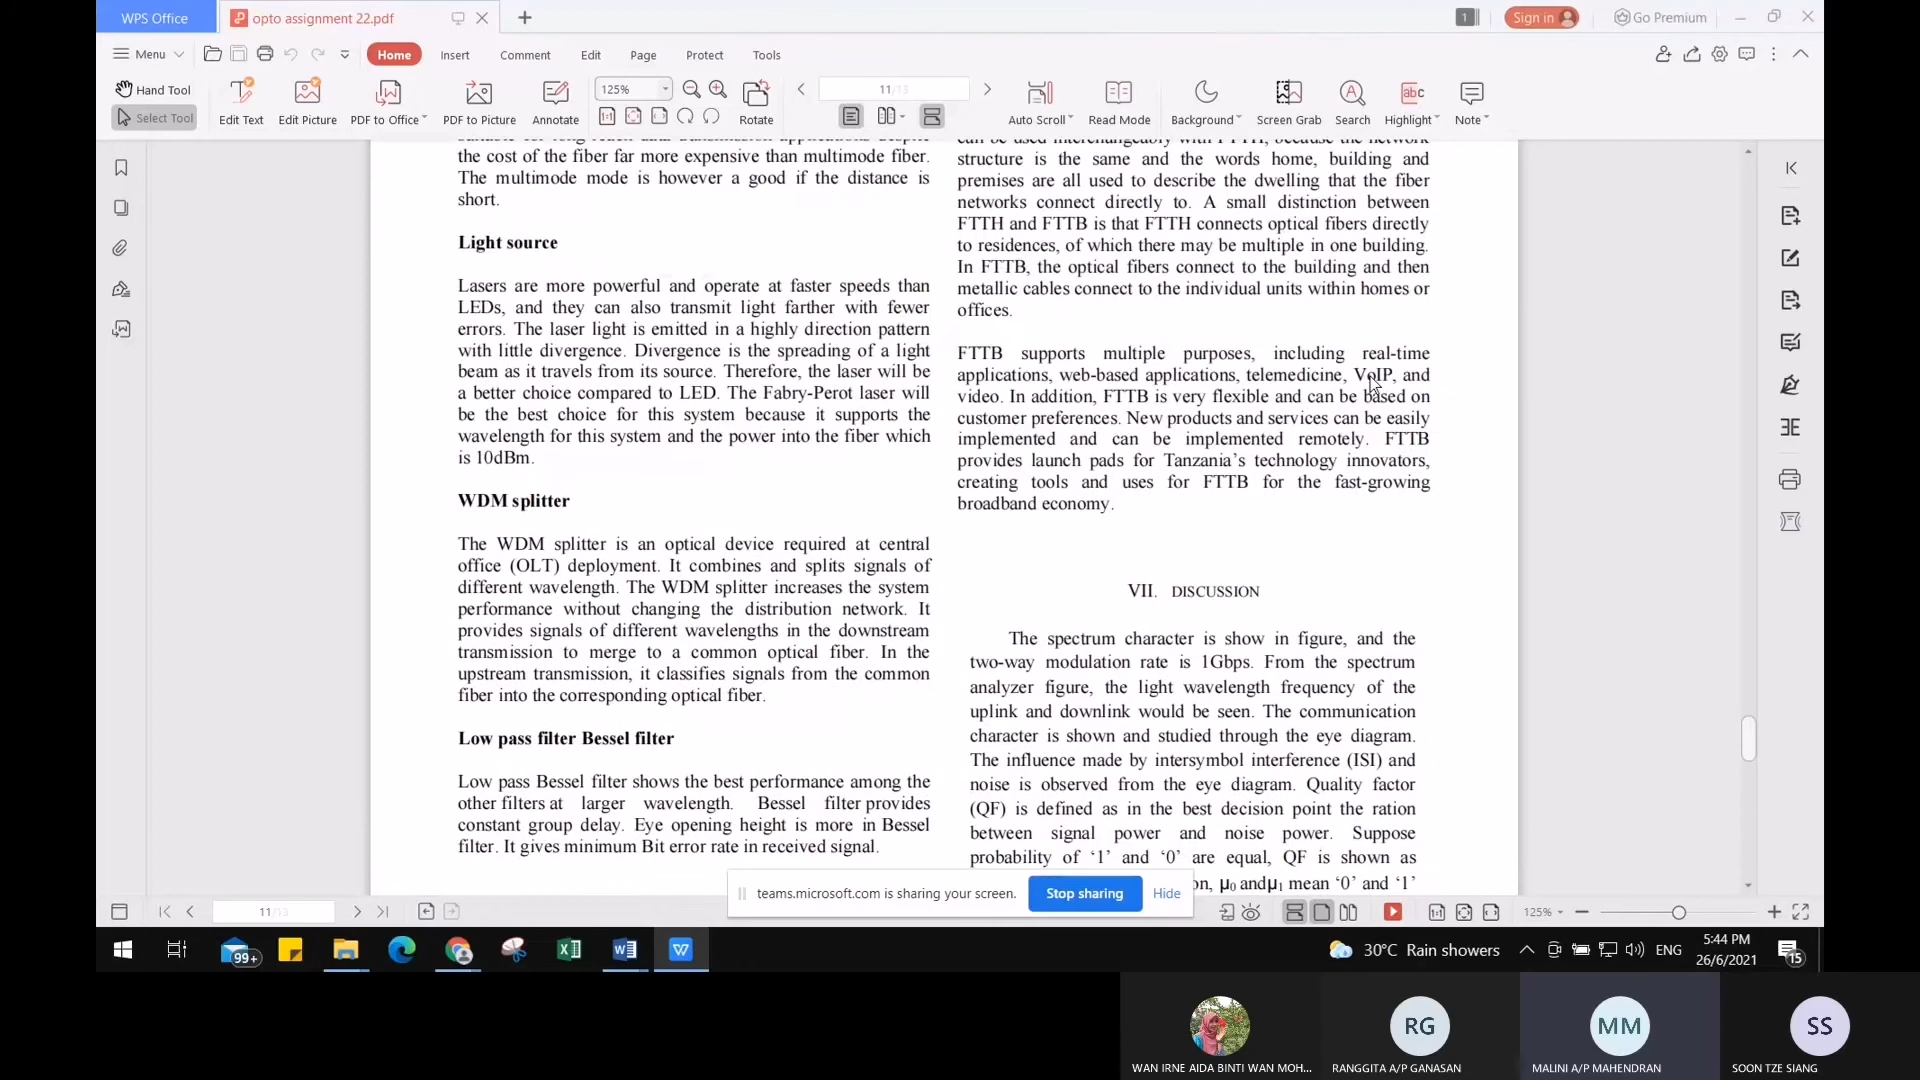 WPS Office
opto assignment 22.pdf
1
Sign in
Go Premium
Menu
Home
Insert
Comment
Edit
Page
Protect
Tools
Hand Tool
Select Tool
Edit Text
Edit Picture
PDF to Office
PDF to Picture
Annotate
125%
Rotate
11/13
Auto Scroll
Read Mode
Background
Screen Grab
Search
Highlight
Note
the cost of the fiber far more expensive than multimode fiber.
The multimode mode is however a good if the distance is
short.
Light source
Lasers are more powerful and operate at faster speeds than
LEDs, and they can also transmit light farther with fewer
errors. The laser light is emitted in a highly direction pattern
with little divergence. Divergence is the spreading of a light
beam as it travels from its source. Therefore, the laser will be
a better choice compared to LED. The Fabry-Perot laser will
be the best choice for this system because it supports the
wavelength for this system and the power into the fiber which
is 10dBm.
WDM splitter
The WDM splitter is an optical device required at central
office (OLT) deployment. It combines and splits signals of
different wavelength. The WDM splitter increases the system
performance without changing the distribution network. It
provides signals of different wavelengths in the downstream
transmission to merge to a common optical fiber. In the
upstream transmission, it classifies signals from the common
fiber into the corresponding optical fiber.
Low pass filter Bessel filter
Low pass Bessel filter shows the best performance among the
other filters at larger wavelength. Bessel filter provides
constant group delay. Eye opening height is more in Bessel
filter. It gives minimum Bit error rate in received signal.
can be used interchangeably with FTTH, because the network
structure is the same and the words home, building and
premises are all used to describe the dwelling that the fiber
networks connect directly to. A small distinction between
FTTH and FTTB is that FTTH connects optical fibers directly
to residences, of which there may be multiple in one building.
In FTTB, the optical fibers connect to the building and then
metallic cables connect to the individual units within homes or
offices.
FTTB supports multiple purposes, including real-time
applications, web-based applications, telemedicine, VoIP, and
video. In addition, FTTB is very flexible and can be based on
customer preferences. New products and services can be easily
implemented and can be implemented remotely. FTTB
provides launch pads for Tanzania's technology innovators,
creating tools and uses for FTTB for the fast-growing
broadband economy.
VII. DISCUSSION
The spectrum character is show in figure, and the
two-way modulation rate is 1Gbps. From the spectrum
analyzer figure, the light wavelength frequency of the
uplink and downlink would be seen. The communication
character is shown and studied through the eye diagram.
The influence made by intersymbol interference (ISI) and
noise is observed from the eye diagram. Quality factor
(QF) is defined as in the best decision point the ration
between signal power and noise power. Suppose
probability of ‘1’ and ‘0’ are equal, QF is shown as
on, μ0 andμ1 mean ‘0’ and ‘1’
teams.microsoft.com is sharing your screen.
Stop sharing
Hide
11/13
125%
99+
30°C Rain showers
ENG
5:44 PM
26/6/2021
15
RG
MM
SS
WAN IRNE AIDA BINTI WAN MOH...
RANGGITA A/P GANASAN
MALINI A/P MAHENDRAN
SOON TZE SIANG